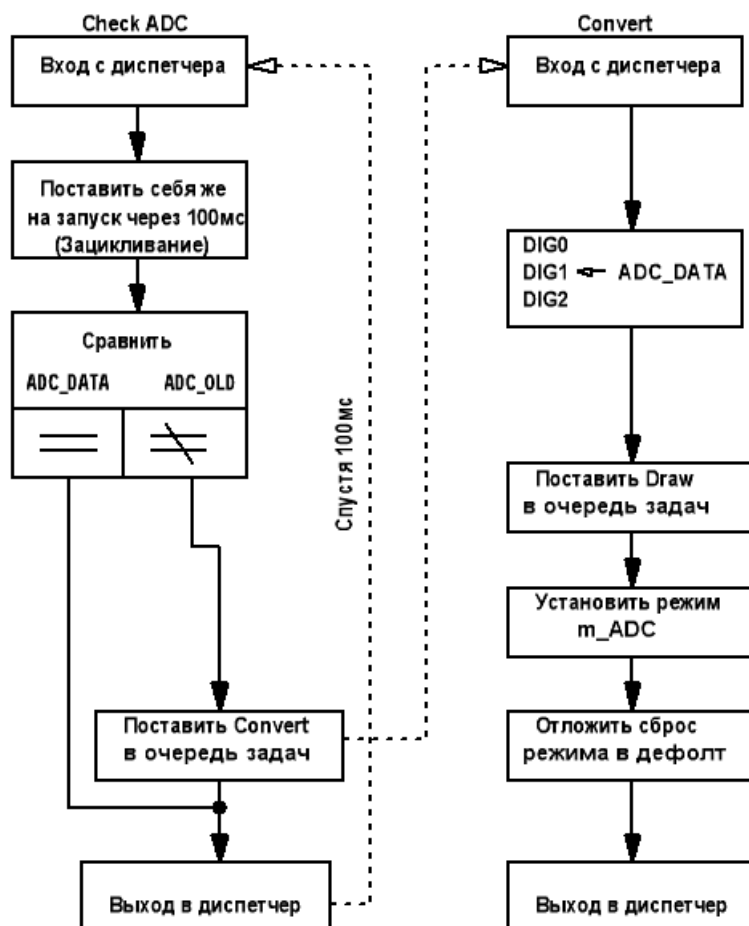 Check ADC
Вход с диспетчера
Поставить себя же
на запуск через 100мс
(Зацикливание)
Сравнить
ADC_DATA ADC_OLD
Поставить Convert
в очередь задач
Выход в диспетчер
Спустя 100мс
Convert
Вход с диспетчера
DIG0
DIG1 ADC_DATA
DIG2
Поставить Draw
в очередь задач
Установить режим
m_ADC
Отложить сброс
режима в дефолт
Выход в диспетчер